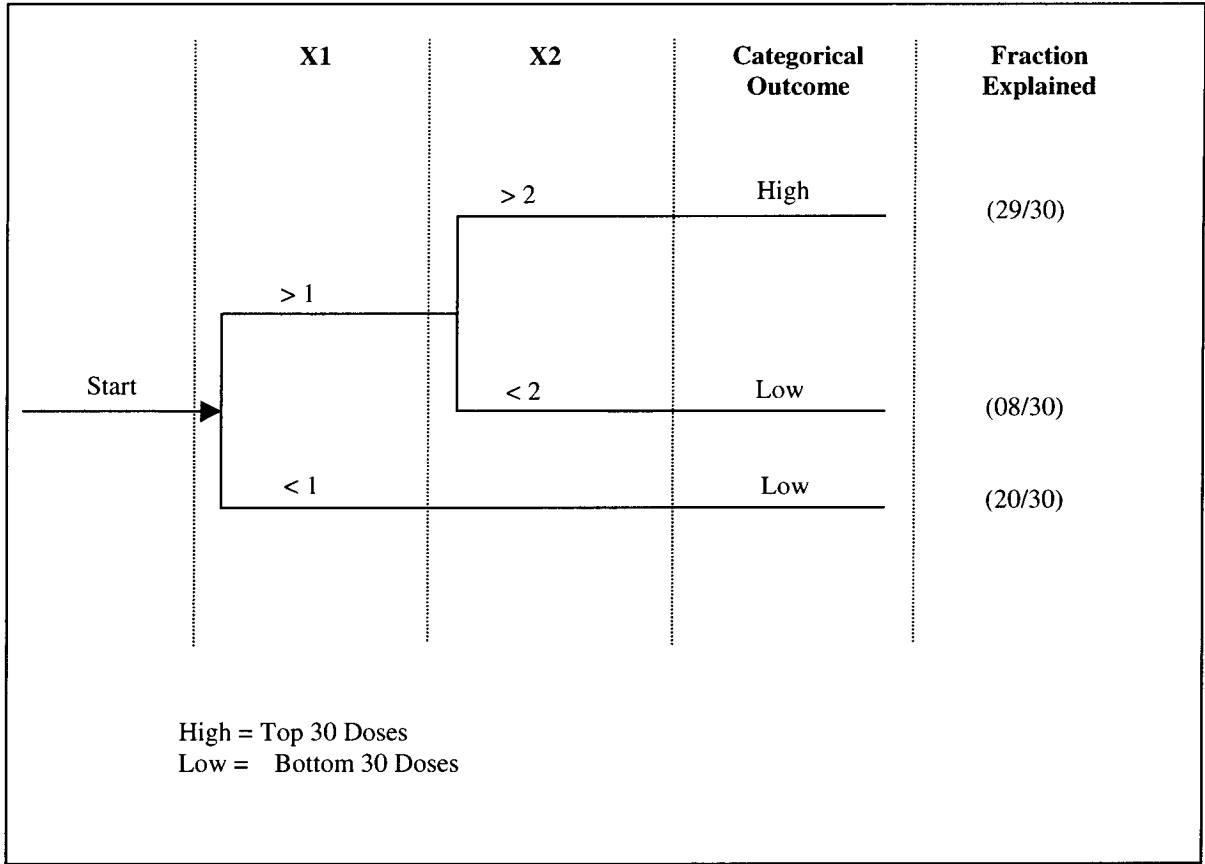 X1 X2 Categorical Outcome Fraction Explained
> 2 High (29/30)
> 1
Start
< 2 Low (08/30)
< 1 Low (20/30)
High = Top 30 Doses
Low = Bottom 30 Doses